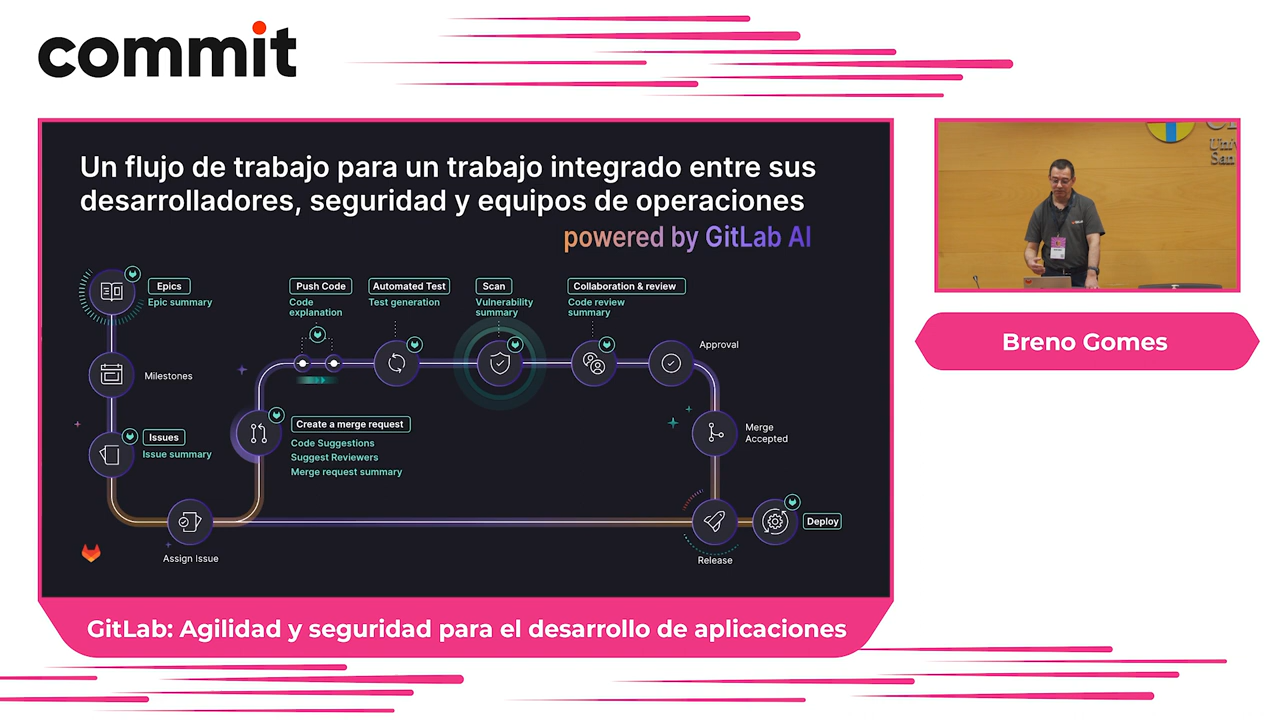 commit
Un flujo de trabajo para un trabajo integrado entre sus
desarrolladores, seguridad y equipos de operaciones
powered by GitLab AI
Epics
Epic summary
Milestones
Issues
Issue summary
Assign Issue
Create a merge request
Code Suggestions
Suggest Reviewers
Merge request summary
Push Code
Code
explanation
Automated Test
Test generation
Scan
Vulnerability
summary
Collaboration & review
Code review
summary
Approval
Merge
Accepted
Release
Deploy
Breno Gomes
GitLab: Agilidad y seguridad para el desarrollo de aplicaciones